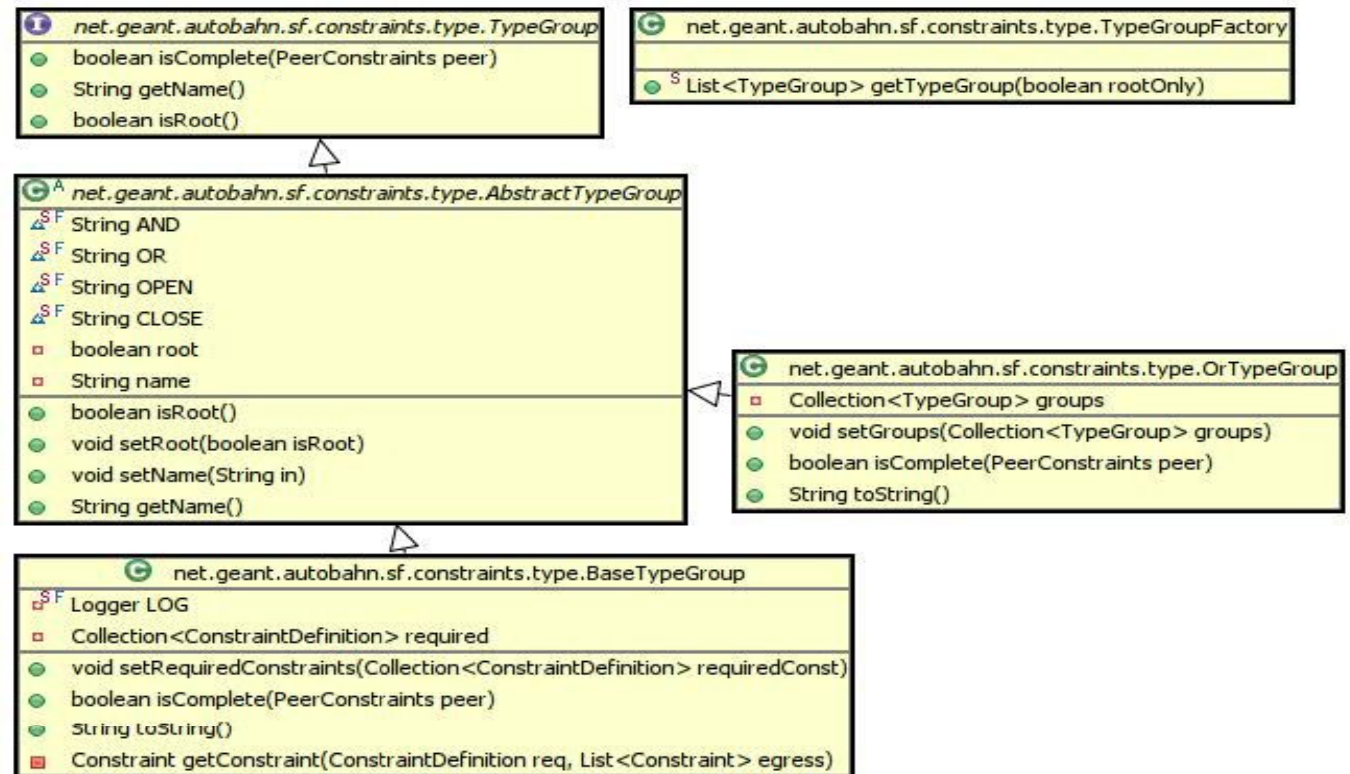 I net.geant.autobahn.sf.constraints.type.TypeGroup
boolean isComplete(PeerConstraints peer)
String getName()
boolean isRoot()
C net.geant.autobahn.sf.constraints.type.TypeGroupFactory
S List<TypeGroup> getTypeGroup(boolean rootOnly)
C A net.geant.autobahn.sf.constraints.type.AbstractTypeGroup
S F String AND
S F String OR
S F String OPEN
S F String CLOSE
boolean root
String name
boolean isRoot()
void setRoot(boolean isRoot)
void setName(String in)
String getName()
C net.geant.autobahn.sf.constraints.type.OrTypeGroup
Collection<TypeGroup> groups
void setGroups(Collection<TypeGroup> groups)
boolean isComplete(PeerConstraints peer)
String toString()
C net.geant.autobahn.sf.constraints.type.BaseTypeGroup
S F Logger LOG
Collection<ConstraintDefinition> required
void setRequiredConstraints(Collection<ConstraintDefinition> requiredConst)
boolean isComplete(PeerConstraints peer)
String toString()
Constraint getConstraint(ConstraintDefinition req, List<Constraint> egress)